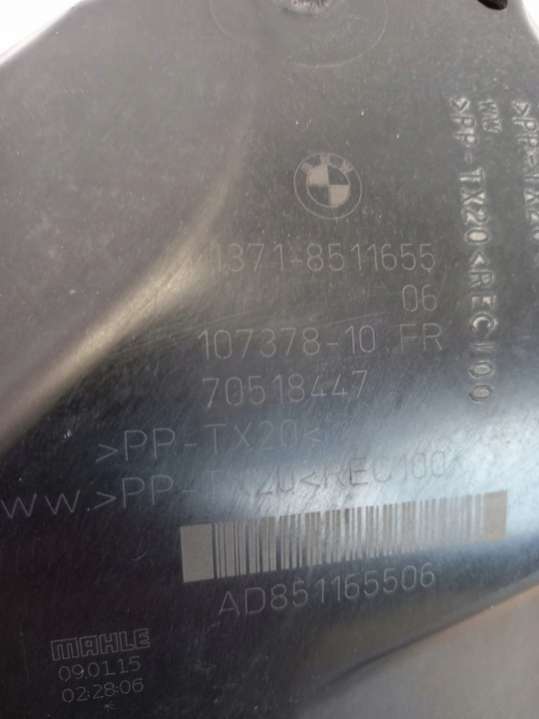 1371-8511655
06
107378-10 FR
70518447
>PP-TX20<
WW.>PP-TX20<REC100<
AD851165506
MAHLE
09.01.15
02:28:06
>PP-TX20<REC100